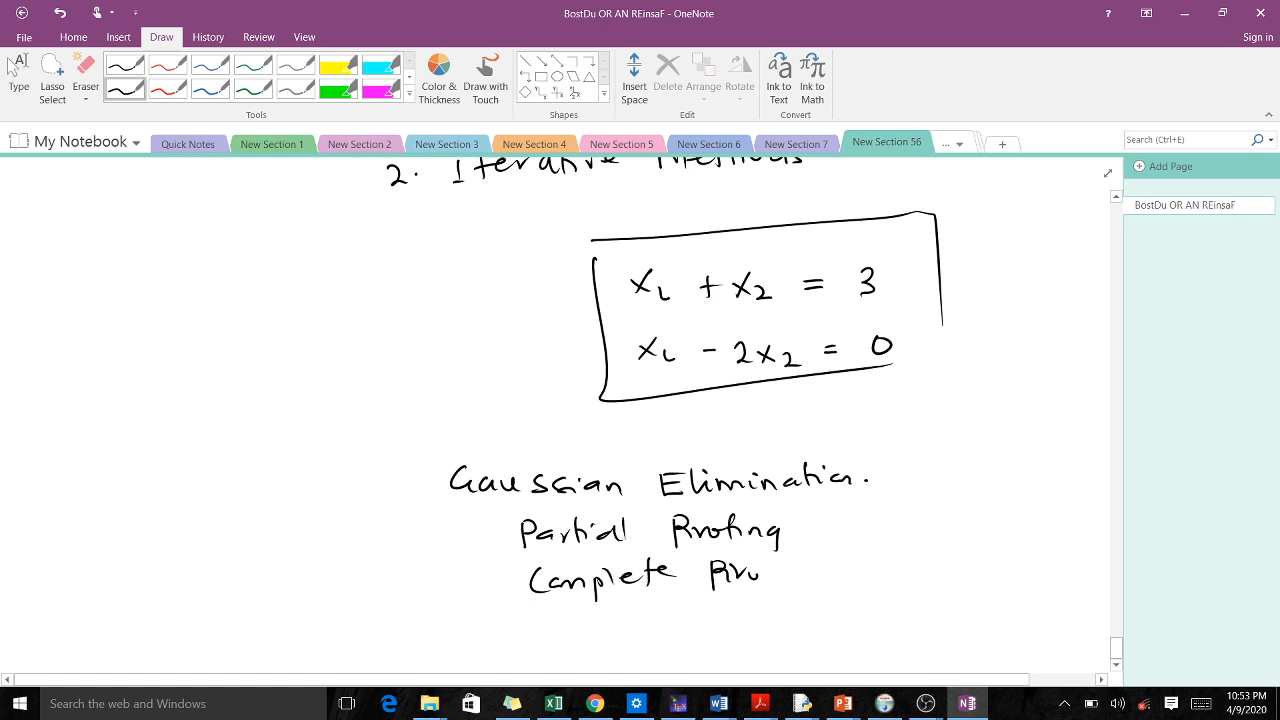 BostDu OR AN REinsaF - OneNote
Sign in
File Home Insert Draw History Review View
Type
Lasso Select
Eraser
Color & Thickness
Draw with Touch
Insert Space
Delete
Arrange
Rotate
Ink to Text
Ink to Math
Tools
Shapes
Edit
Convert
My Notebook
Quick Notes
New Section 1
New Section 2
New Section 3
New Section 4
New Section 5
New Section 6
New Section 7
New Section 56
...
Search (Ctrl+E)
Add Page
BostDu OR AN REinsaF
2. Iterative Methods
x₁ + x₂ = 3
x₁ - 2x₂ = 0
Gaussian Elimination.
Partial Pivoting
Complete Piv
Search the web and Windows
10:53 PM
4/9/2020